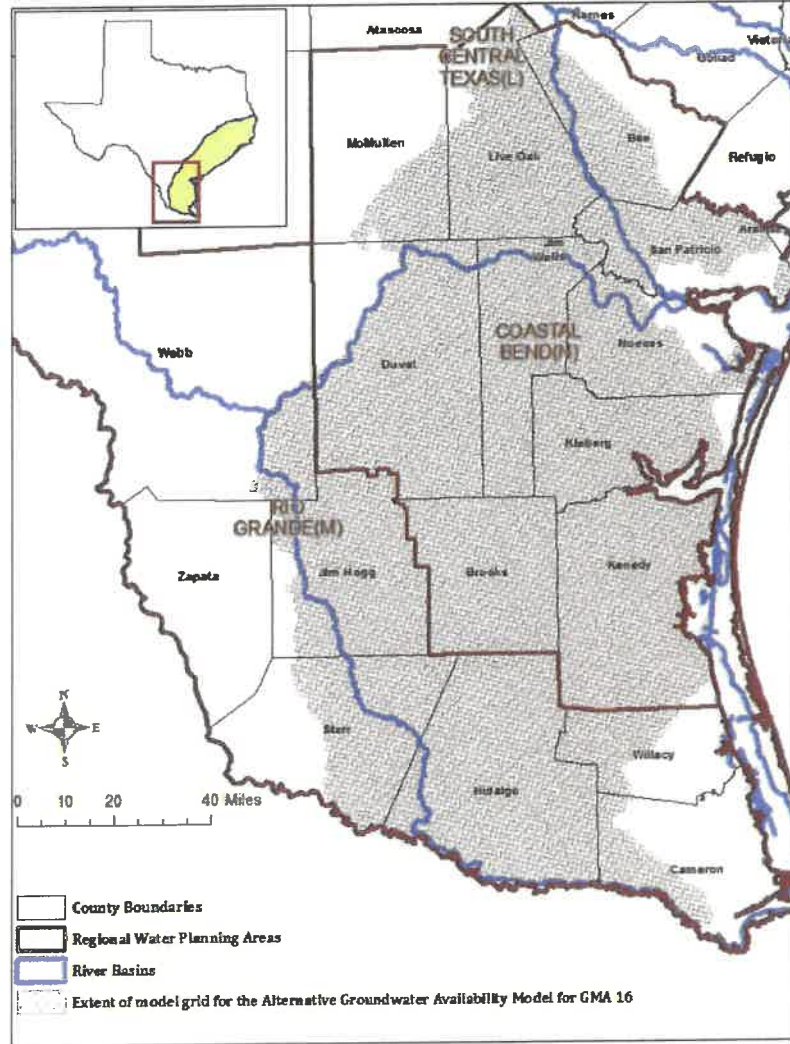 Atascosa
SOUTH
CENTRAL
TEXAS(L)
Karnes
Victoria
Goliad
McMullen
Live Oak
Bee
Refugio
Aransas
San Patricio
Jim
Wells
Webb
Duval
COASTAL
BEND(N)
Nueces
Kleberg
RIO
GRANDE(M)
Zapata
Jim Hogg
Brooks
Kenedy
N
W E
S
Starr
Willacy
Hidalgo
0 10 20 40 Miles
Cameron
County Boundaries
Regional Water Planning Areas
River Basins
Extent of model grid for the Alternative Groundwater Availability Model for GMA 16